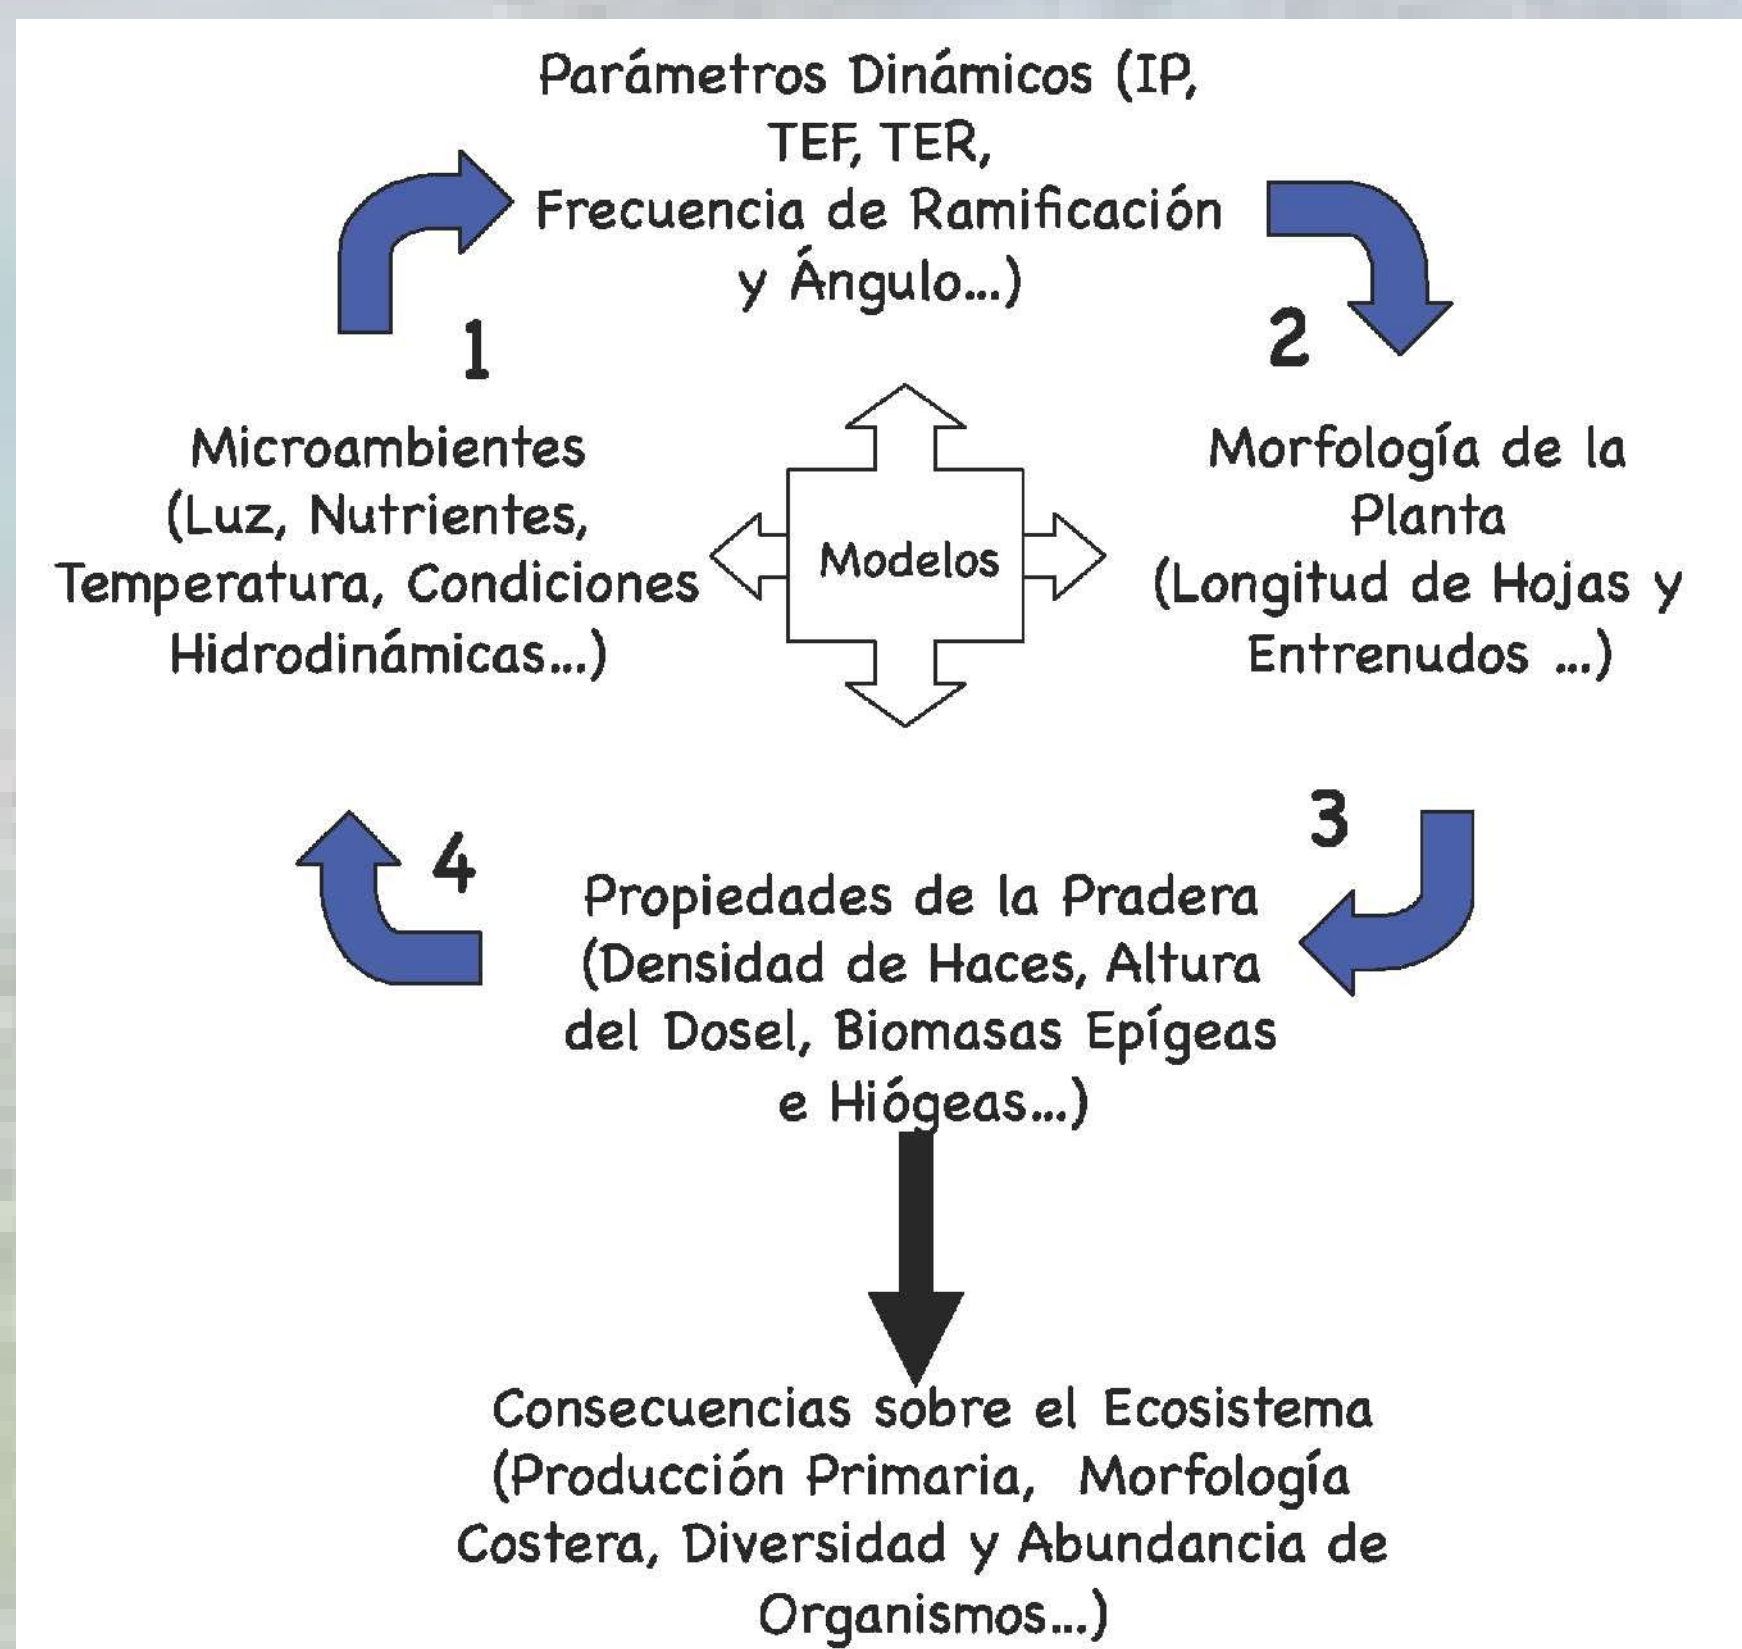 Parámetros Dinámicos (IP,
TEF, TER,
Frecuencia de Ramificación
y Ángulo...)
1
2
Microambientes
(Luz, Nutrientes,
Temperatura, Condiciones
Hidrodinámicas...)
Modelos
Morfología de la
Planta
(Longitud de Hojas y
Entrenudos ...)
3
4
Propiedades de la Pradera
(Densidad de Haces, Altura
del Dosel, Biomasas Epígeas
e Hiógeas...)
Consecuencias sobre el Ecosistema
(Producción Primaria, Morfología
Costera, Diversidad y Abundancia de
Organismos...)